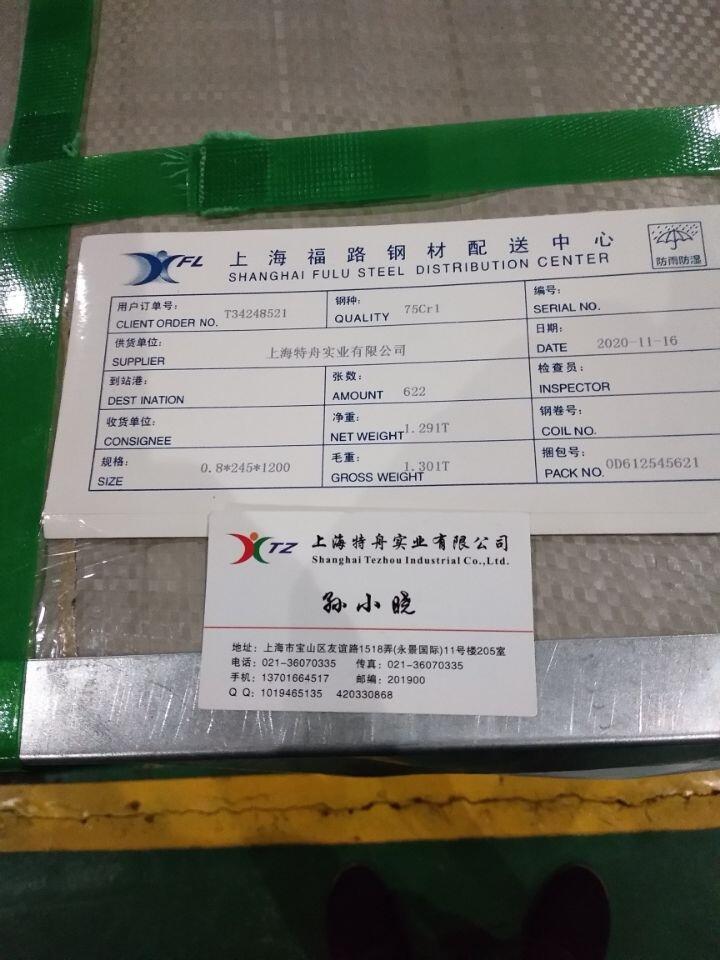 FL 上海福路钢材配送中心
SHANGHAI FULU STEEL DISTRIBUTION CENTER
防雨防湿
用户订单号: T34248521 钢种: 75Cr1 编号:
CLIENT ORDER NO. QUALITY SERIAL NO.
供货单位: 上海特舟实业有限公司 日期: 2020-11-16
SUPPLIER DATE
到站港: 张数: 622 检查员:
DEST INATION AMOUNT INSPECTOR
收货单位: 净重: 1.291T 钢卷号:
CONSIGNEE NET WEIGHT COIL NO.
规格: 0.8*245*1200 毛重: 1.301T 捆包号: 0D612545621
SIZE GROSS WEIGHT PACK NO.
TZ 上海特舟实业有限公司
Shanghai Tezhou Industrial Co.,Ltd.
孙小晓
地址: 上海市宝山区友谊路1518弄(永景国际)11号楼205室
电话: 021-36070335 传真: 021-36070335
手机: 13701664517 邮编: 201900
Q Q: 1019465135 420330868